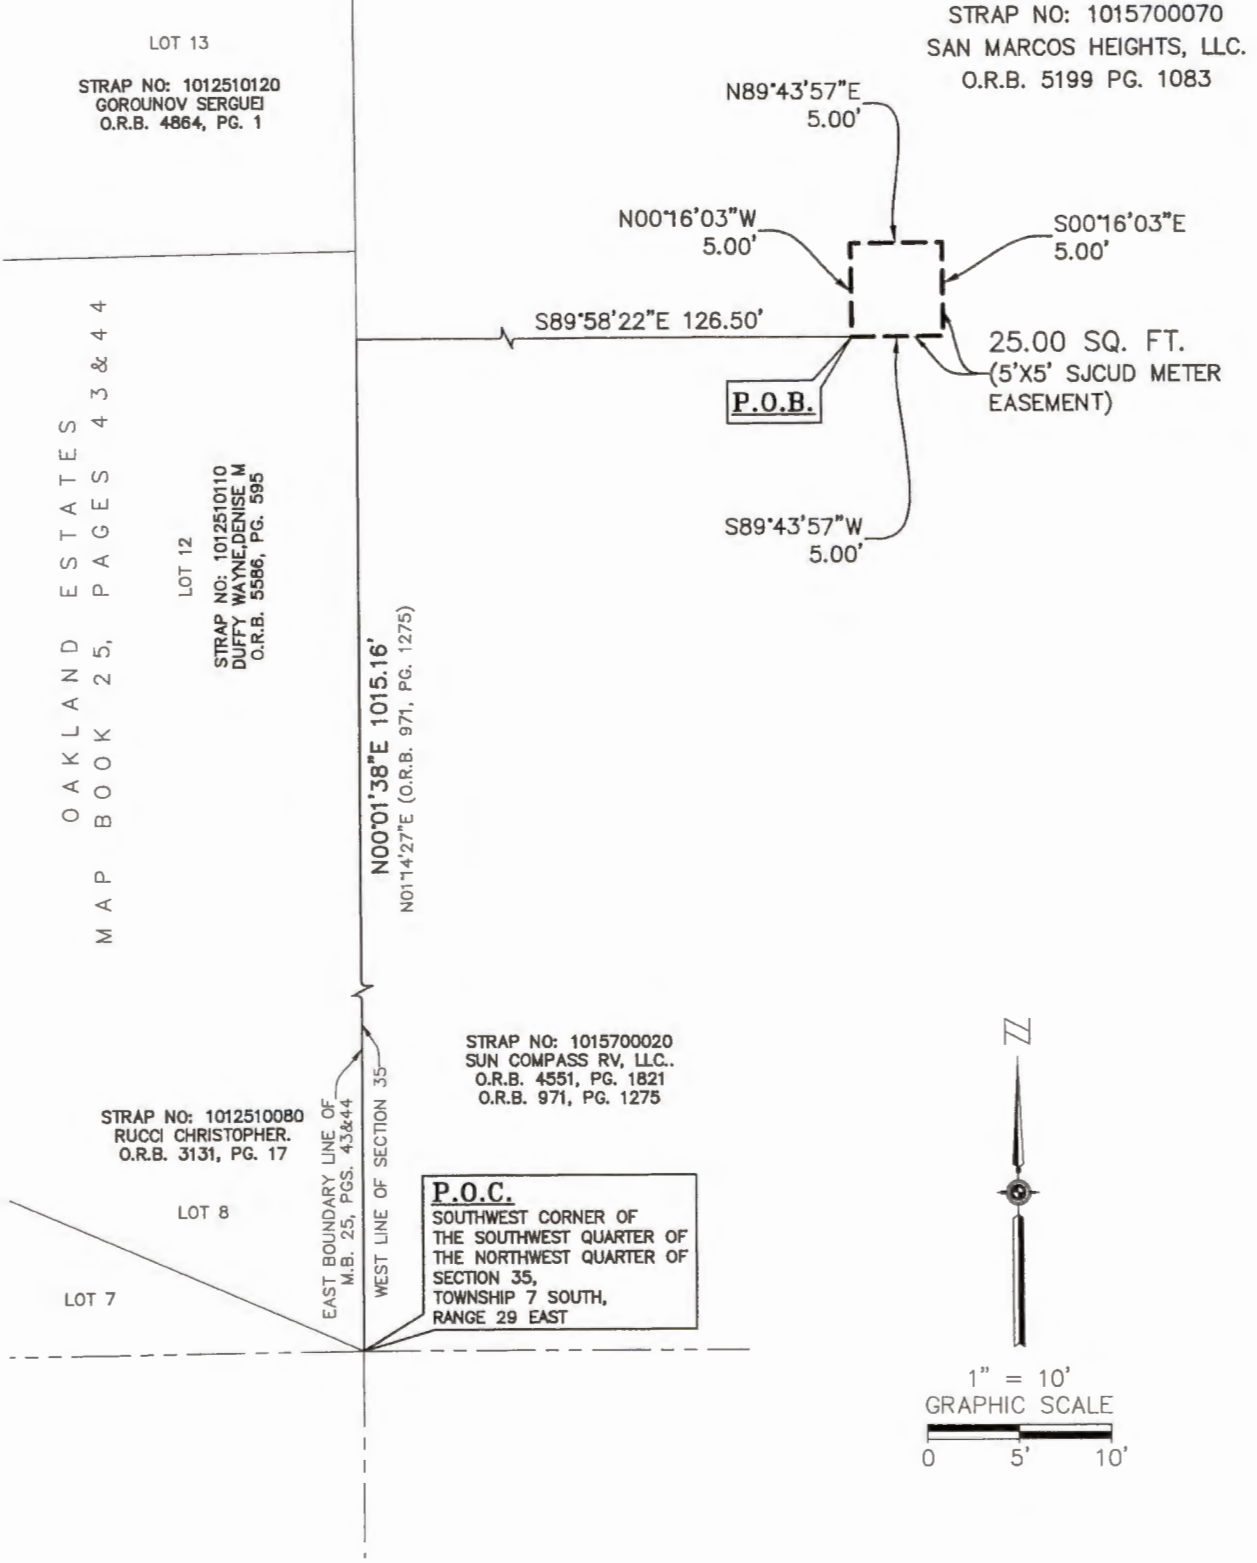 STRAP NO: 1015700070
SAN MARCOS HEIGHTS, LLC.
O.R.B. 5199 PG. 1083
LOT 13
STRAP NO: 1012510120
GOROUNOV SERGUEI
O.R.B. 4864, PG. 1
N89°43'57"E
5.00'
N00°16'03"W
5.00'
S00°16'03"E
5.00'
S89°58'22"E 126.50'
25.00 SQ. FT.
(5'X5' SJCUD METER
EASEMENT)
P.O.B.
S89°43'57"W
5.00'
OAKLAND ESTATES
MAP BOOK 25, PAGES 43&44
LOT 12
STRAP NO: 1012510110
DUFFY WAYNE,DENISE M
O.R.B. 5586, PG. 595
N00°01'38"E 1015.16'
N01°14'27"E (O.R.B. 971, PG. 1275)
STRAP NO: 1015700020
SUN COMPASS RV, LLC..
O.R.B. 4551, PG. 1821
O.R.B. 971, PG. 1275
STRAP NO: 1012510080
RUCCI CHRISTOPHER.
O.R.B. 3131, PG. 17
LOT 8
LOT 7
EAST BOUNDARY LINE OF
M.B. 25, PGS. 43&44
WEST LINE OF SECTION 35
P.O.C.
SOUTHWEST CORNER OF
THE SOUTHWEST QUARTER OF
THE NORTHWEST QUARTER OF
SECTION 35,
TOWNSHIP 7 SOUTH,
RANGE 29 EAST
N
1" = 10'
GRAPHIC SCALE
0 5' 10'